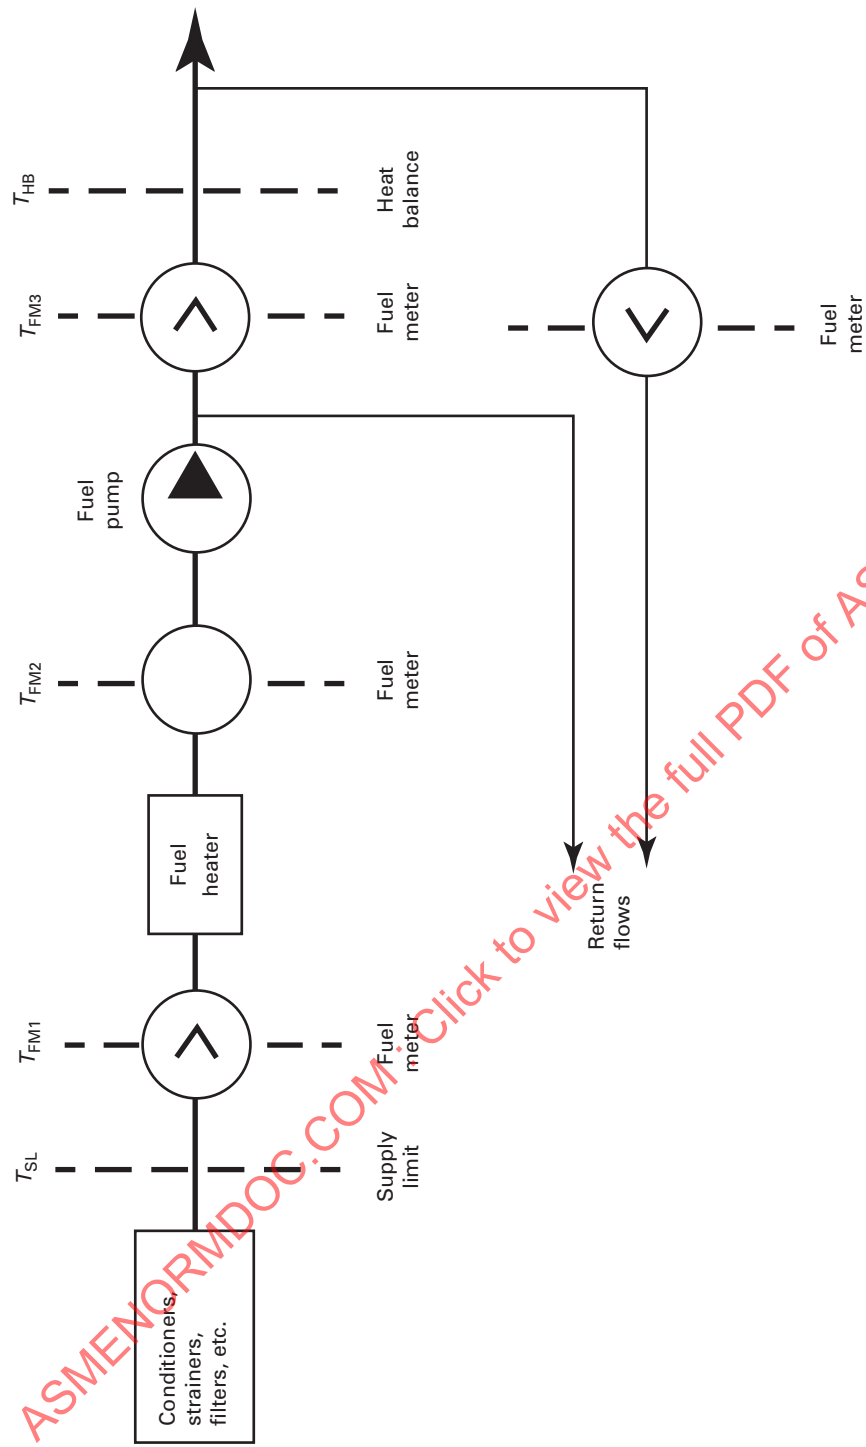 Conditioners,
strainers,
filters, etc.
T_SL
Supply
limit
T_FM1
Fuel
meter
Fuel
heater
T_FM2
Fuel
meter
Fuel
pump
T_FM3
Fuel
meter
T_HB
Heat
balance
Return
flows
Fuel
meter
ASMENORMDOC.COM : Click to view the full PDF of AS